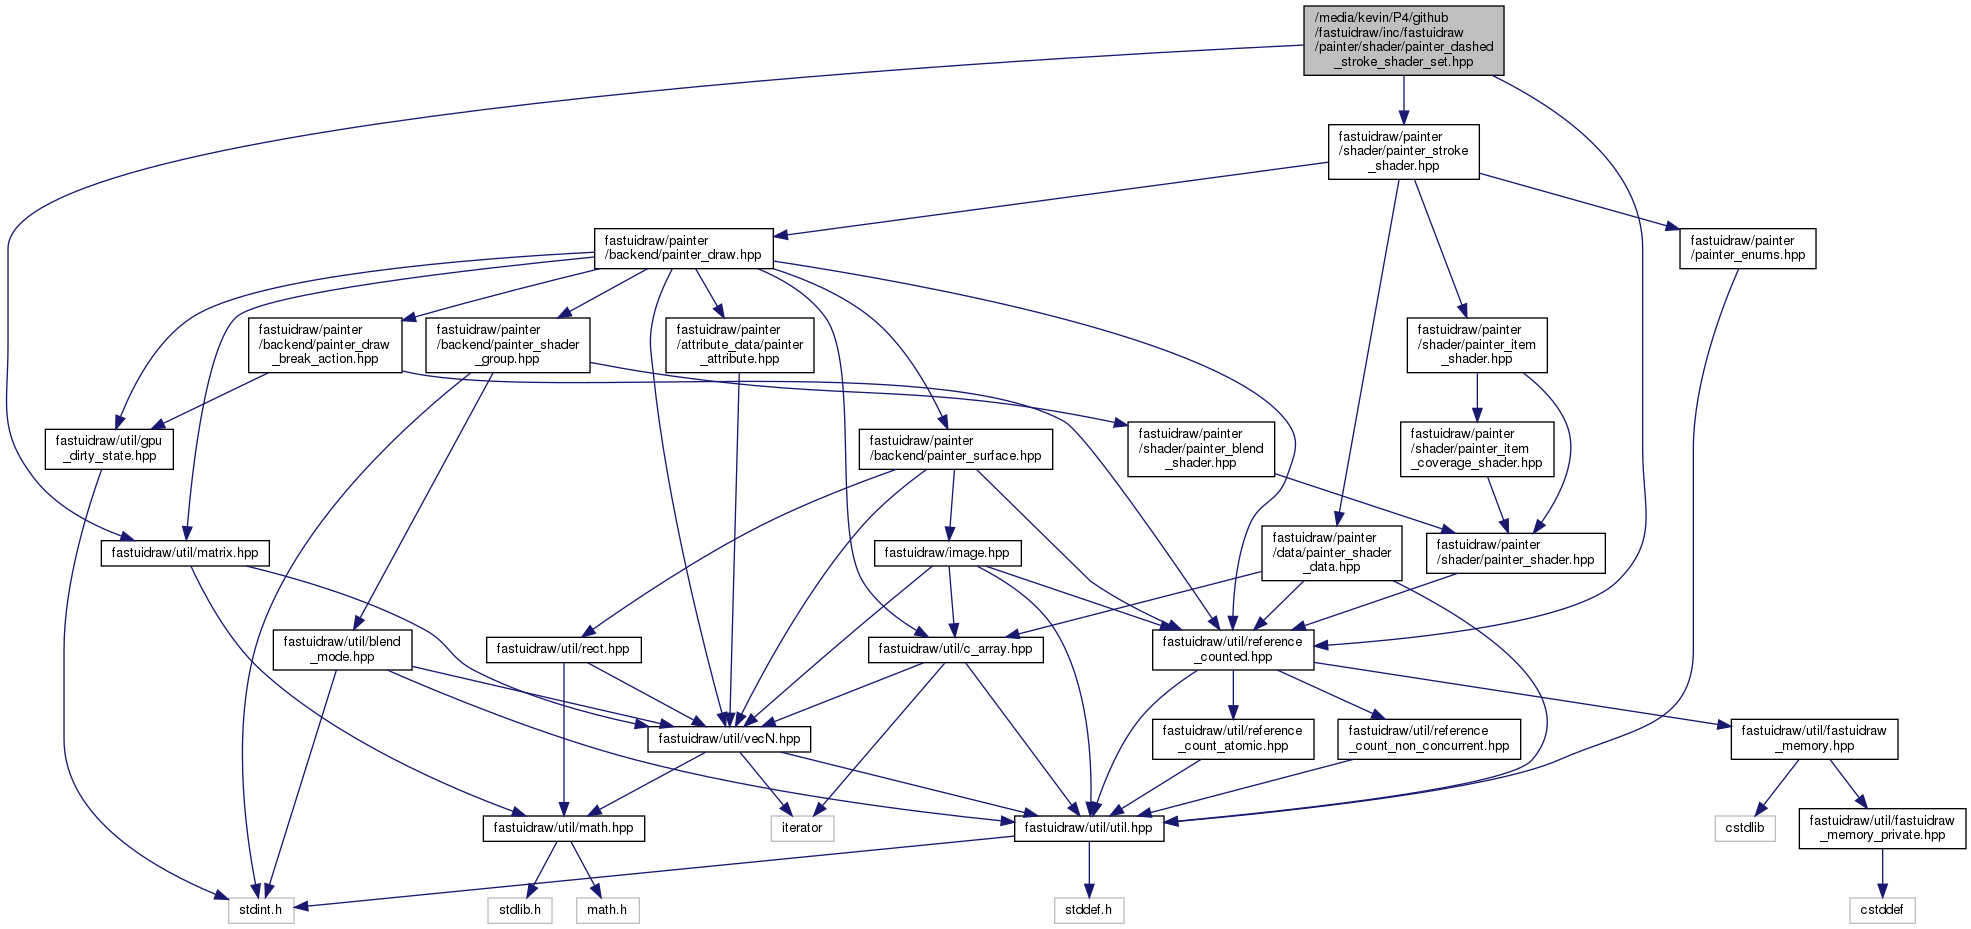 /media/kevin/P4/github
/fastuidraw/inc/fastuidraw
/painter/shader/painter_dashed
_stroke_shader_set.hpp
fastuidraw/painter
/shader/painter_stroke
_shader.hpp
fastuidraw/painter
/backend/painter_draw.hpp
fastuidraw/painter
/painter_enums.hpp
fastuidraw/painter
/backend/painter_draw
_break_action.hpp
fastuidraw/painter
/backend/painter_shader
_group.hpp
fastuidraw/painter
/attribute_data/painter
_attribute.hpp
fastuidraw/painter
/shader/painter_item
_shader.hpp
fastuidraw/util/gpu
_dirty_state.hpp
fastuidraw/painter
/backend/painter_surface.hpp
fastuidraw/painter
/shader/painter_blend
_shader.hpp
fastuidraw/painter
/shader/painter_item
_coverage_shader.hpp
fastuidraw/util/matrix.hpp
fastuidraw/image.hpp
fastuidraw/painter
/data/painter_shader
_data.hpp
fastuidraw/painter
/shader/painter_shader.hpp
fastuidraw/util/blend
_mode.hpp
fastuidraw/util/rect.hpp
fastuidraw/util/c_array.hpp
fastuidraw/util/reference
_counted.hpp
fastuidraw/util/vecN.hpp
fastuidraw/util/reference
_count_atomic.hpp
fastuidraw/util/reference
_count_non_concurrent.hpp
fastuidraw/util/fastuidraw
_memory.hpp
fastuidraw/util/math.hpp
iterator
fastuidraw/util/util.hpp
cstdlib
fastuidraw/util/fastuidraw
_memory_private.hpp
stdint.h
stdlib.h
math.h
stddef.h
cstddef